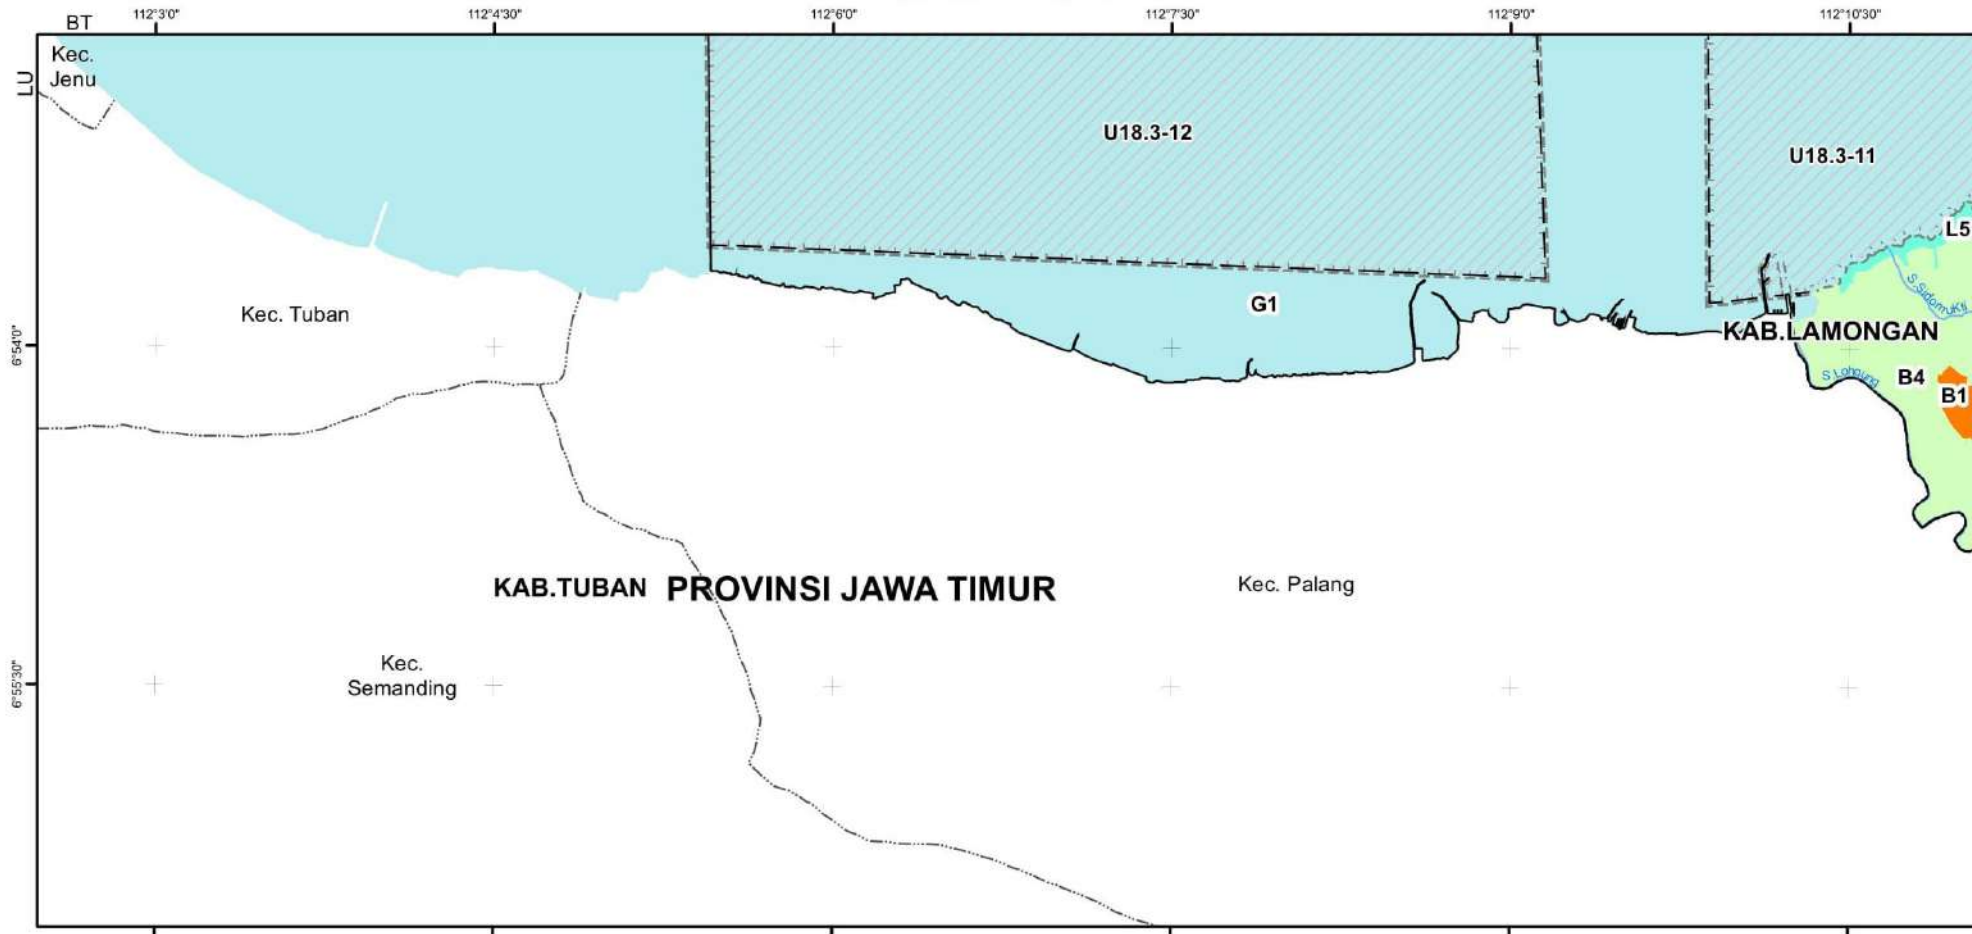 112°3'0"
112°4'30"
112°6'0"
112°7'30"
112°9'0"
112°10'30"
BT
LU
Kec.
Jenu
U18.3-12
U18.3-11
L5
S.Sidomukti
G1
Kec. Tuban
KAB.LAMONGAN
6°54'0"
S Lohgung
B4
B1
KAB.TUBAN
PROVINSI JAWA TIMUR
Kec. Palang
Kec.
Semanding
6°55'30"